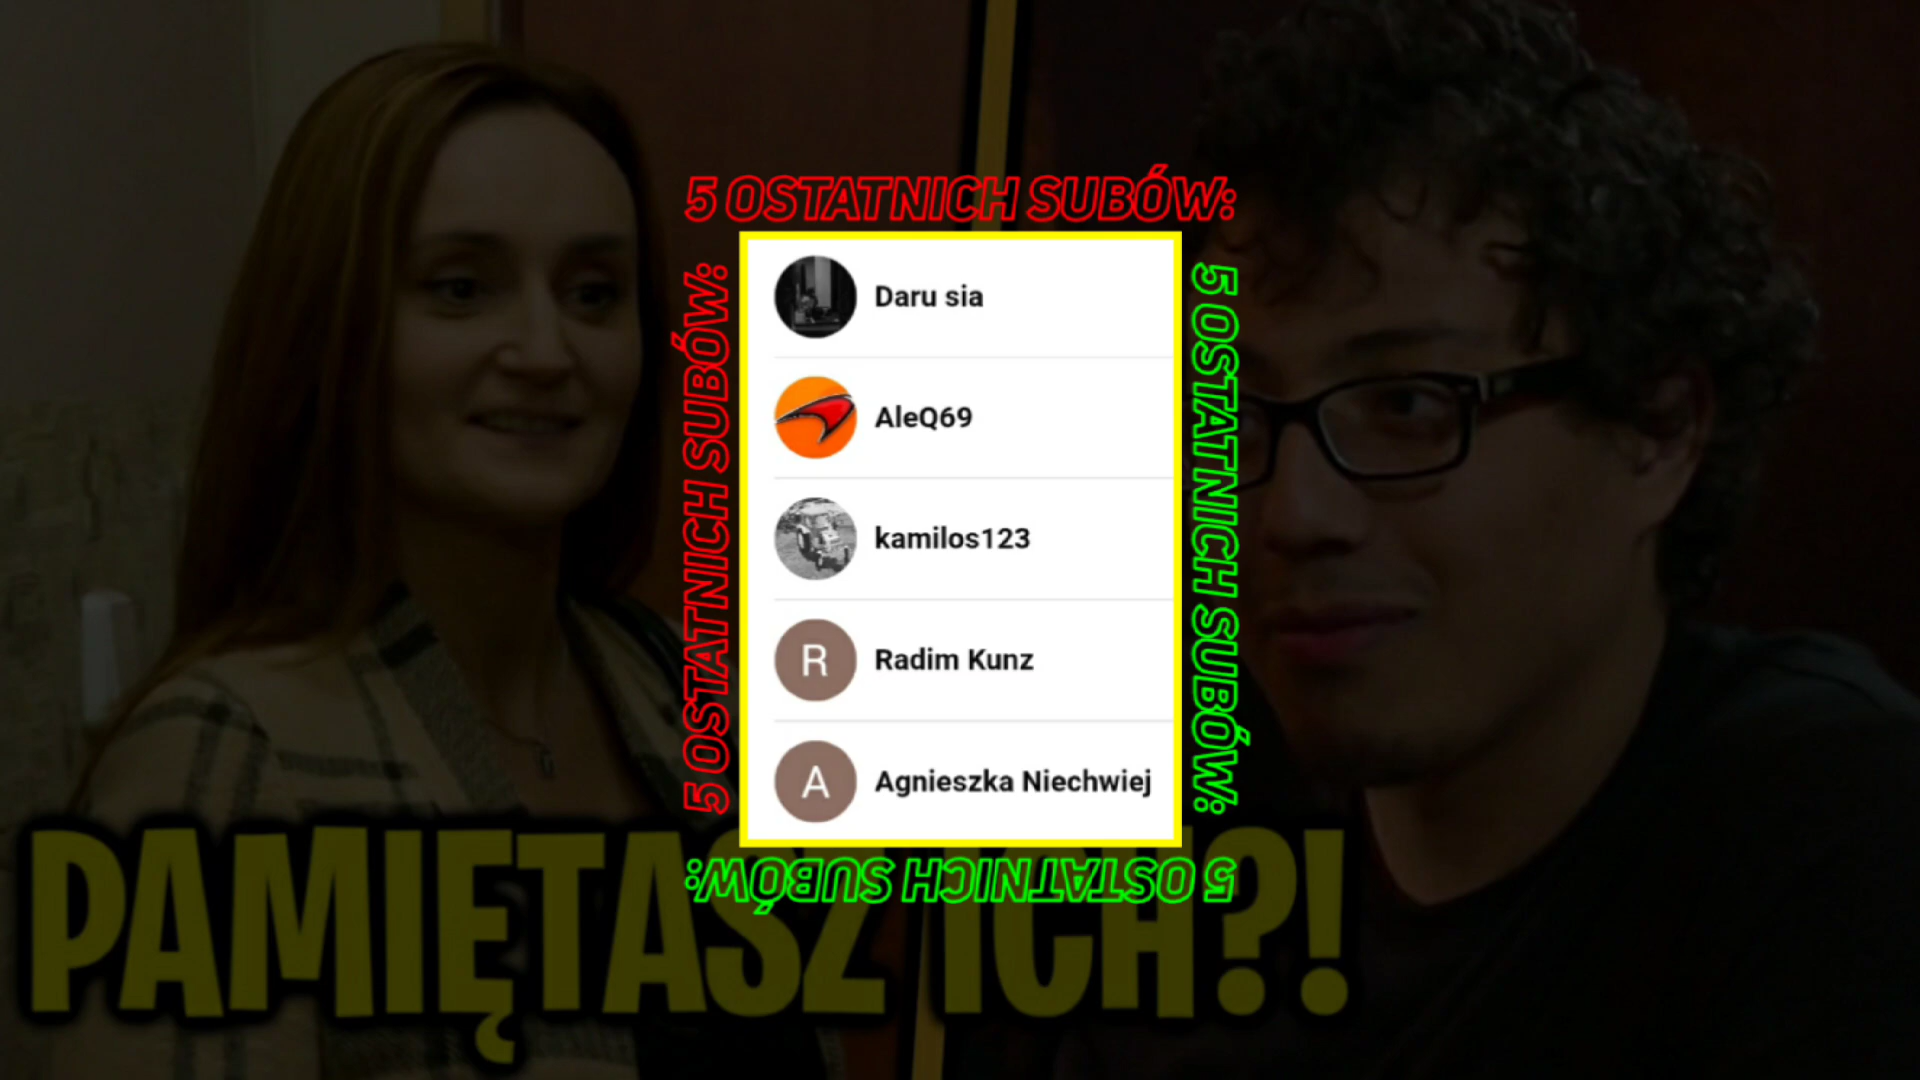 5 OSTATNICH SUBÓW:
5 OSTATNICH SUBÓW:
5 OSTATNICH SUBÓW:
Daru sia
AleQ69
kamilos123
R
Radim Kunz
A
Agnieszka Niechwiej
5 OSTATNICH SUBÓW:
PAMIĘTASZ ICH?!